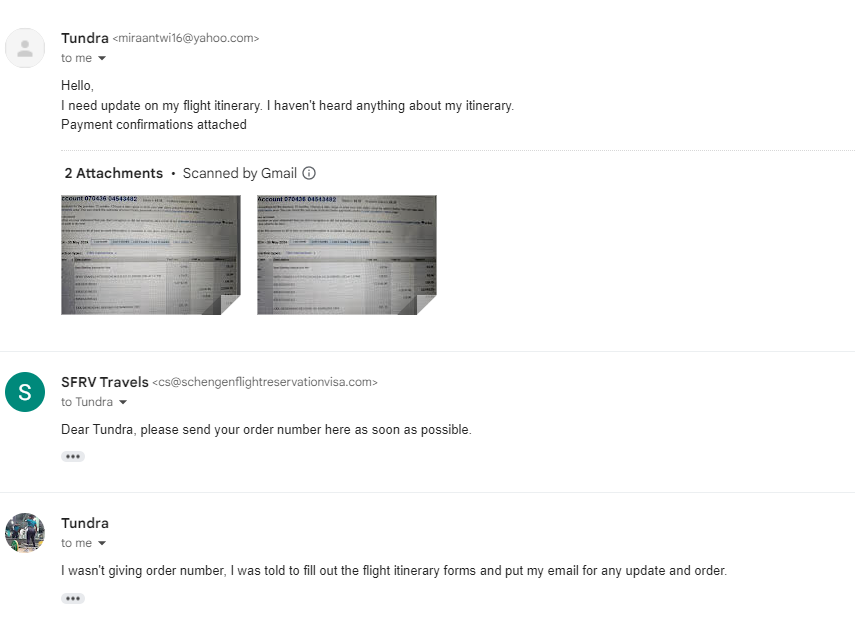 Tundra <miraantwi16@yahoo.com>
to me
Hello,
I need update on my flight itinerary. I haven't heard anything about my itinerary.
Payment confirmations attached
2 Attachments • Scanned by Gmail
ccount 070436 04543482
Account 070436 04543482
S
SFRV Travels <cs@schengenflightreservationvisa.com>
to Tundra
Dear Tundra, please send your order number here as soon as possible.
Tundra
to me
I wasn't giving order number, I was told to fill out the flight itinerary forms and put my email for any update and order.